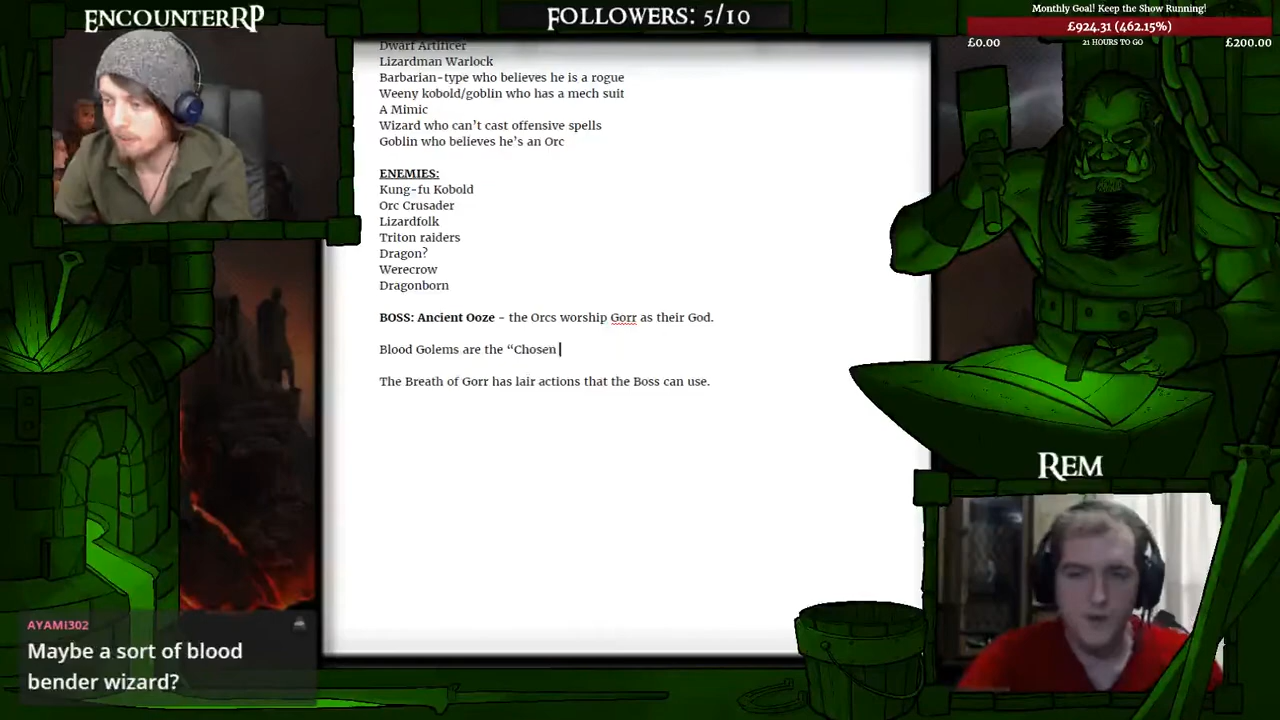 EncounterRP
Followers: 5/10
Monthly Goal! Keep the Show Running!
£924.31 (462.15%)
£0.00
21 HOURS TO GO
£200.00
Dwarf Artificer
Lizardman Warlock
Barbarian-type who believes he is a rogue
Weeny kobold/goblin who has a mech suit
A Mimic
Wizard who can't cast offensive spells
Goblin who believes he's an Orc
ENEMIES:
Kung-fu Kobold
Orc Crusader
Lizardfolk
Triton raiders
Dragon?
Werecrow
Dragonborn
BOSS: Ancient Ooze - the Orcs worship Gorr as their God.
Blood Golems are the “Chosen
The Breath of Gorr has lair actions that the Boss can use.
Rem
AYAMI302
Maybe a sort of blood
bender wizard?